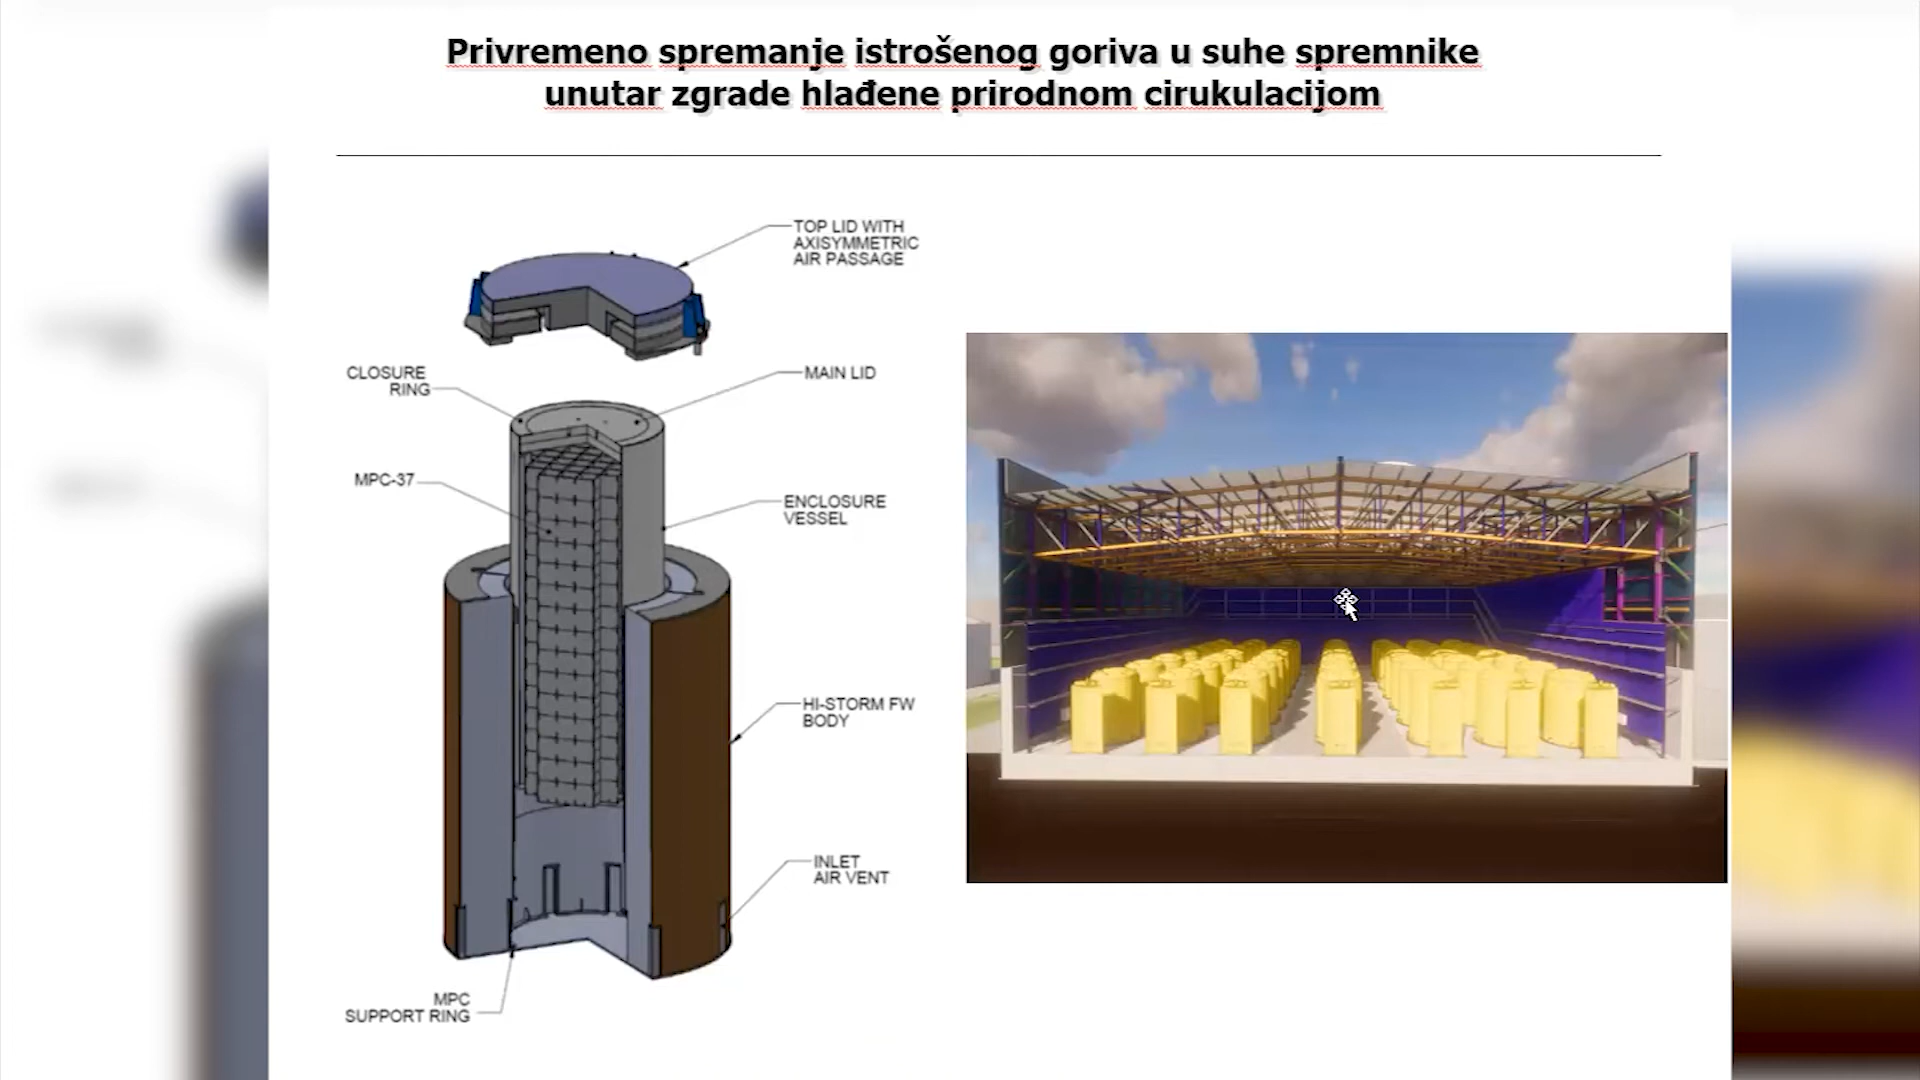 Privremeno spremanje istrošenog goriva u suhe spremnike
unutar zgrade hlađene prirodnom cirukulacijom
TOP LID WITH
AXISYMMETRIC
AIR PASSAGE
CLOSURE
RING
MAIN LID
MPC-37
ENCLOSURE
VESSEL
HI-STORM FW
BODY
INLET
AIR VENT
MPC
SUPPORT RING